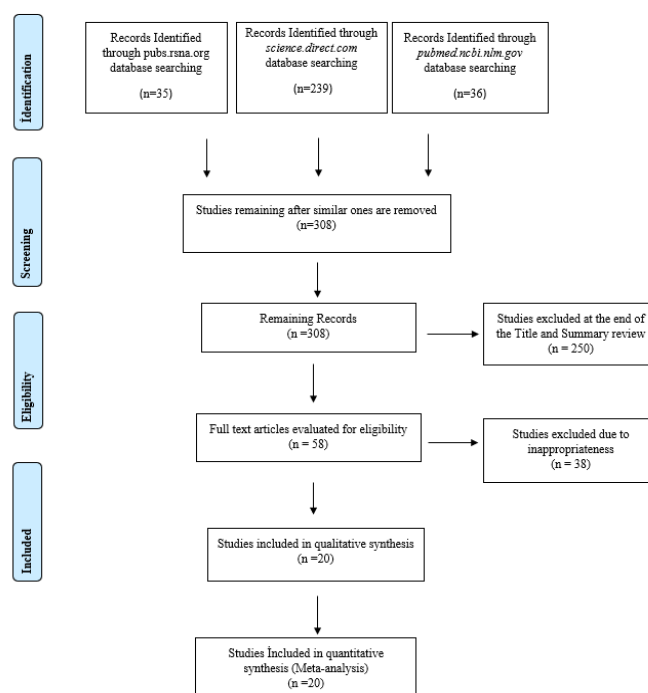 Records Identified
through pubs.rsna.org
database searching
(n=35)
Records Identified through
science.direct.com
database searching
(n=239)
Records Identified through
pubmed.ncbi.nlm.gov
database searching
(n=36)
İdentification
Studies remaining after similar ones are removed
(n=308)
Screening
Remaining Records
(n =308)
Studies excluded at the end of
the Title and Summary review
(n = 250)
Eligibility
Full text articles evaluated for eligibility
(n = 58)
Studies excluded due to
inappropriateness
(n = 38)
Included
Studies included in qualitative synthesis
(n =20)
Studies İncluded in quantitative
synthesis (Meta-analysis)
(n =20)